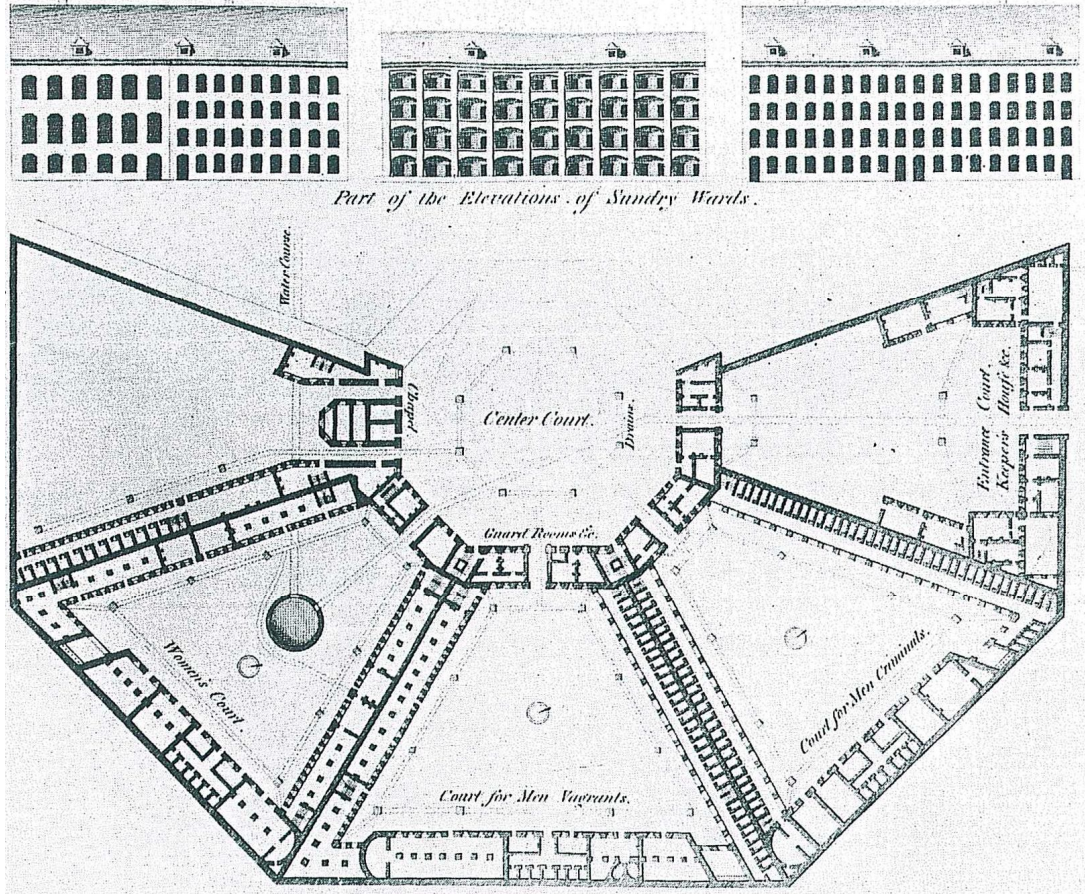 Part of the Elevations. of Sundry Wards.
Water Course.
Chapel
Center Court.
Drains.
Entrance Court.
Keepers House &c.
Guard Rooms &c.
Women's Court
Court for Men Vagrants.
Court for Men Criminals.